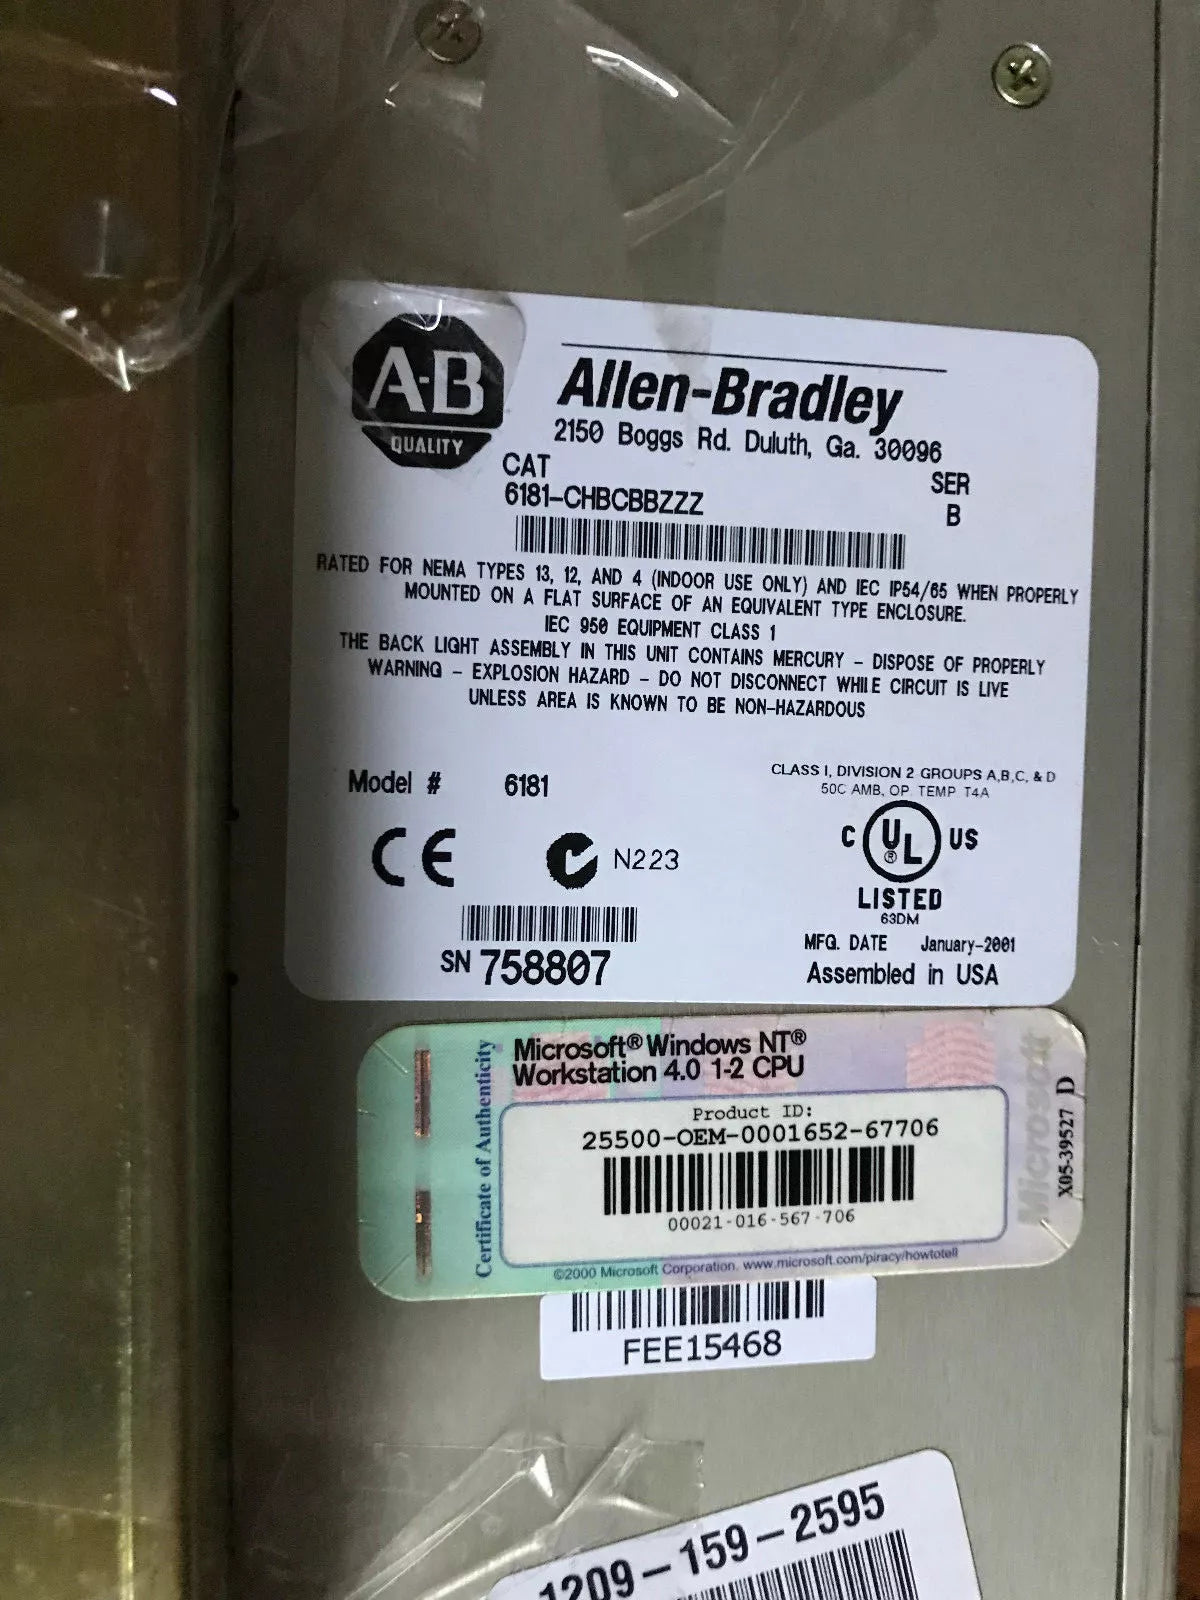 A-B
QUALITY
Allen-Bradley
2150 Boggs Rd. Duluth, Ga. 30096
CAT
SER
6181-CHBCBBZZZ
B
RATED FOR NEMA TYPES 13, 12, AND 4 (INDOOR USE ONLY) AND IEC IP54/65 WHEN PROPERLY
MOUNTED ON A FLAT SURFACE OF AN EQUIVALENT TYPE ENCLOSURE.
IEC 950 EQUIPMENT CLASS 1
THE BACK LIGHT ASSEMBLY IN THIS UNIT CONTAINS MERCURY - DISPOSE OF PROPERLY
WARNING - EXPLOSION HAZARD - DO NOT DISCONNECT WHILE CIRCUIT IS LIVE
UNLESS AREA IS KNOWN TO BE NON-HAZARDOUS
CLASS I, DIVISION 2 GROUPS A,B,C, & D
50C AMB, OP. TEMP T4A
Model # 6181
CE
N223
C UL ® US
LISTED
63DM
MFG. DATE January-2001
Assembled in USA
SN 758807
Certificate of Authenticity
Microsoft® Windows NT®
Workstation 4.0 1-2 CPU
Product ID:
25500-OEM-0001652-67706
00021-016-567-706
©2000 Microsoft Corporation. www.microsoft.com/piracy/howtotell
Microsoft
X05-39527 D
FEE15468
1209-159-2595